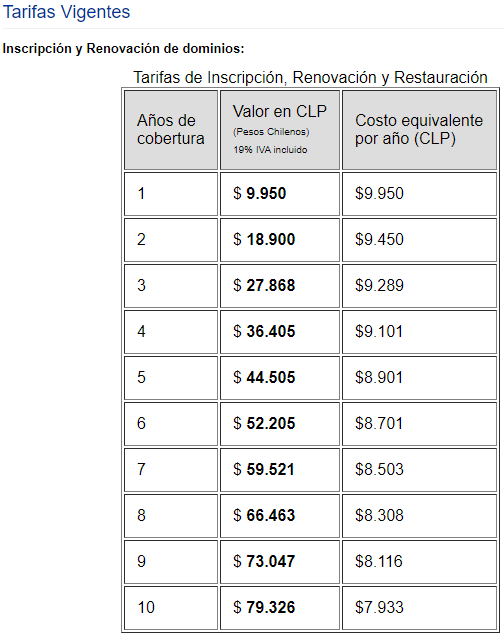 Tarifas Vigentes
Inscripción y Renovación de dominios:
Tarifas de Inscripción, Renovación y Restauración
Años de cobertura | Valor en CLP (Pesos Chilenos) 19% IVA incluido | Costo equivalente por año (CLP)
1 | $ 9.950 | $9.950
2 | $ 18.900 | $9.450
3 | $ 27.868 | $9.289
4 | $ 36.405 | $9.101
5 | $ 44.505 | $8.901
6 | $ 52.205 | $8.701
7 | $ 59.521 | $8.503
8 | $ 66.463 | $8.308
9 | $ 73.047 | $8.116
10 | $ 79.326 | $7.933